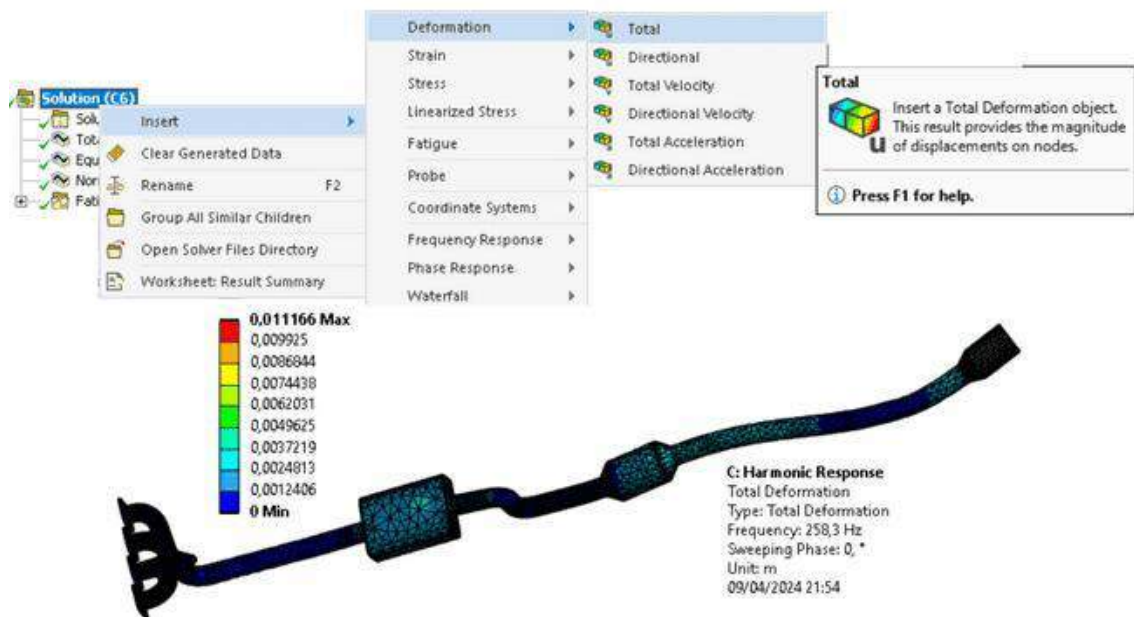 Deformation
Strain
Stress
Linearized Stress
Fatigue
Probe
Coordinate Systems
Frequency Response
Phase Response
Waterfall
Total
Directional
Total Velocity
Directional Velocity
Total Acceleration
Directional Acceleration
Total
Insert a Total Deformation object.
This result provides the magnitude
of displacements on nodes.
u
Press F1 for help.
Solution (C6)
Solu
Tota
Equ
Nor
Fati
Insert
Clear Generated Data
Rename F2
Group All Similar Children
Open Solver Files Directory
Worksheet: Result Summary
0,011166 Max
0,009925
0,0086844
0,0074438
0,0062031
0,0049625
0,0037219
0,0024813
0,0012406
0 Min
C: Harmonic Response
Total Deformation
Type: Total Deformation
Frequency: 258,3 Hz
Sweeping Phase: 0, °
Unit: m
09/04/2024 21:54